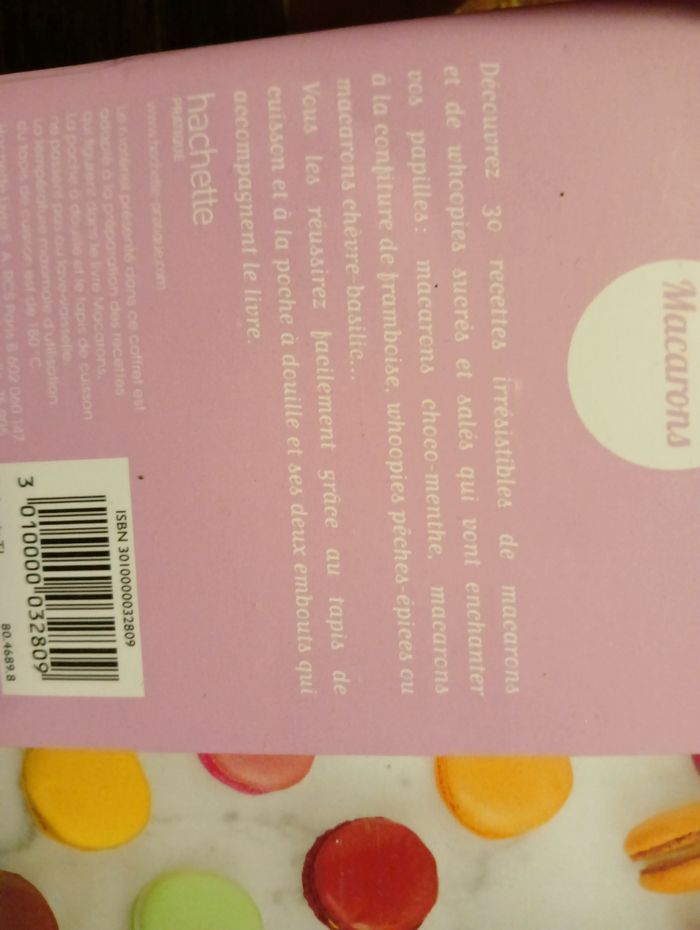 Macarons
Découvrez 30 recettes irrésistibles de macarons
et de whoopies sucrés et salés qui vont enchanter
vos papilles : macarons choco-menthe, macarons
à la confiture de framboise, whoopies pêches-épices ou
macarons chèvre-basilic...
Vous les réussirez facilement grâce au tapis de
cuisson et à la poche à douille et ses deux embouts qui
accompagnent le livre.
hachette
PRATIQUE
www.hachette-pratique.com
Le matériel présenté dans ce coffret est
adapté à la préparation des recettes
qui figurent dans le livre Macarons.
La poche à douille et le tapis de cuisson
ne passent pas au lave-vaisselle.
La température maximale d'utilisation
du tapis de cuisson est de 180 °C.
S. A. RCS Paris B 602 060 147
ISBN 3010000032809
3 010000 032809
80.4689.8